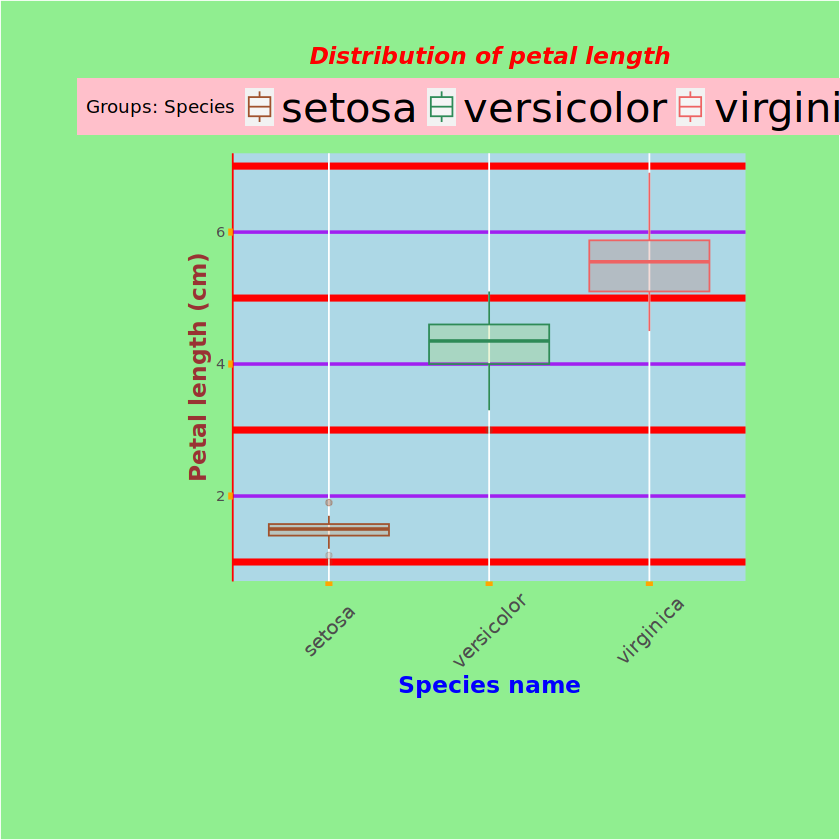 Distribution of petal length
Groups: Species setosa versicolor virgini
Petal length (cm)
6
4
2
setosa versicolor virginica
Species name